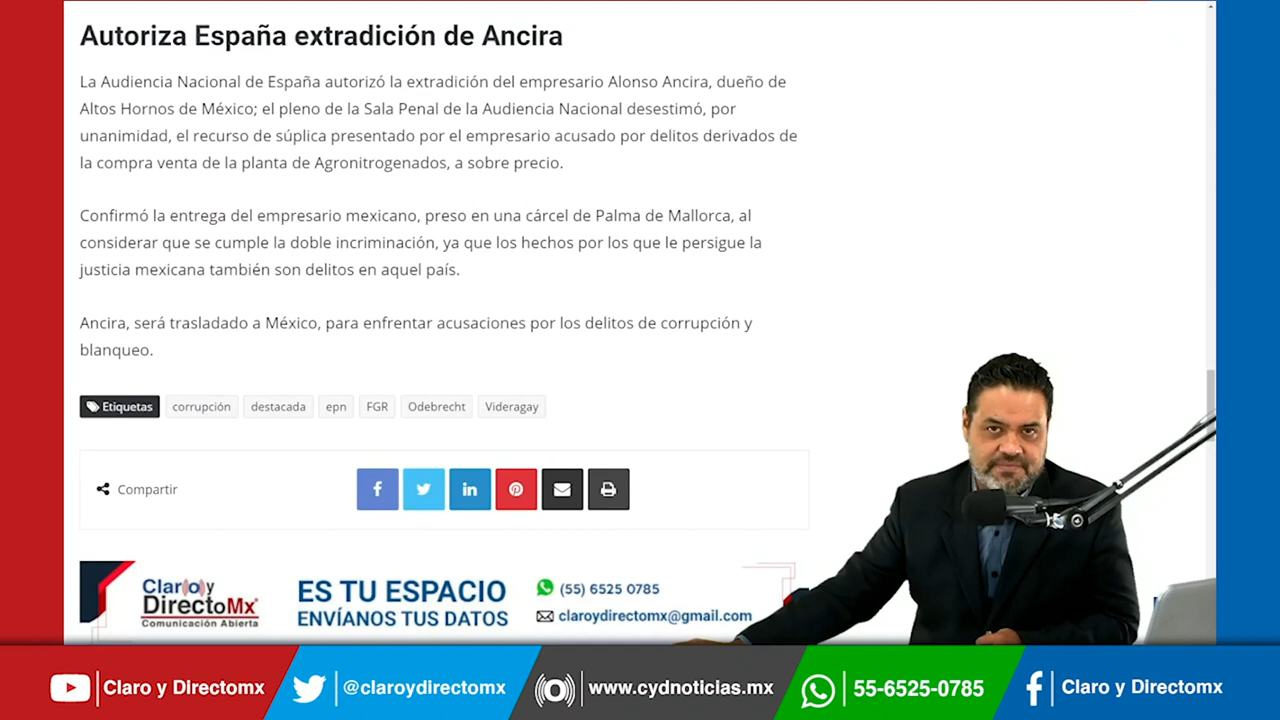 Autoriza España extradición de Ancira
La Audiencia Nacional de España autorizó la extradición del empresario Alonso Ancira, dueño de
Altos Hornos de México; el pleno de la Sala Penal de la Audiencia Nacional desestimó, por
unanimidad, el recurso de súplica presentado por el empresario acusado por delitos derivados de
la compra venta de la planta de Agronitrogenados, a sobre precio.
Confirmó la entrega del empresario mexicano, preso en una cárcel de Palma de Mallorca, al
considerar que se cumple la doble incriminación, ya que los hechos por los que le persigue la
justicia mexicana también son delitos en aquel país.
Ancira, será trasladado a México, para enfrentar acusaciones por los delitos de corrupción y
blanqueo.
Etiquetas corrupción destacada epn FGR Odebrecht Videragay
Compartir
Claro y
DirectoMx
Comunicación Abierta
ES TU ESPACIO
ENVÍANOS TUS DATOS
(55) 6525 0785
claroydirectomx@gmail.com
Claro y Directomx
@claroydirectomx
www.cydnoticias.mx
55-6525-0785
Claro y Directomx